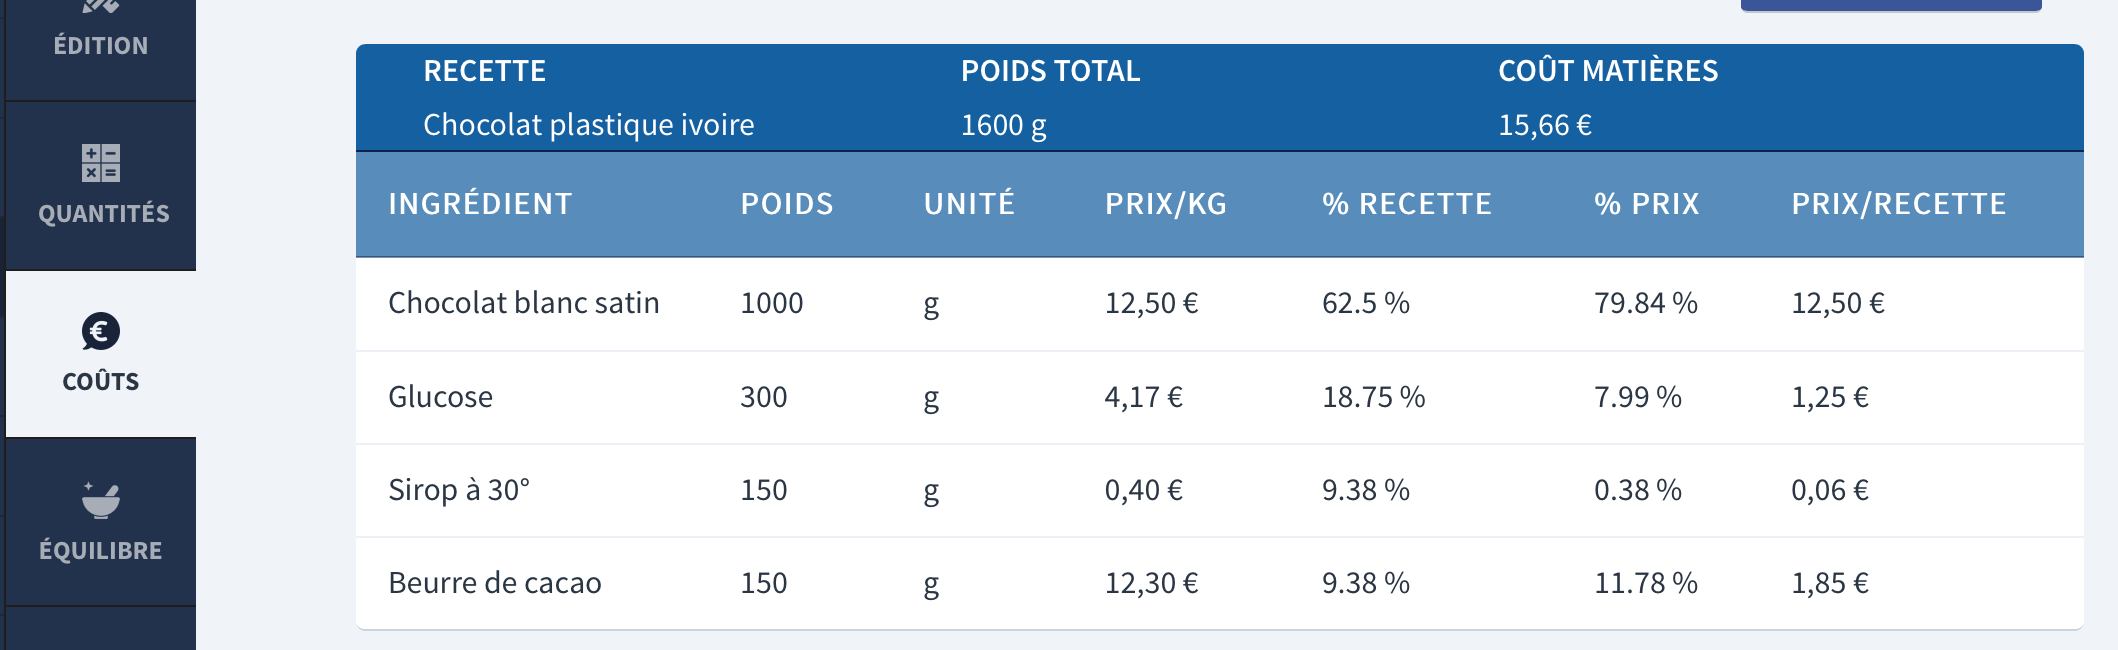 ÉDITION
QUANTITÉS
COÛTS
ÉQUILIBRE
RECETTE POIDS TOTAL COÛT MATIÈRES
Chocolat plastique ivoire 1600 g 15,66 €
INGRÉDIENT POIDS UNITÉ PRIX/KG % RECETTE % PRIX PRIX/RECETTE
Chocolat blanc satin 1000 g 12,50 € 62.5 % 79.84 % 12,50 €
Glucose 300 g 4,17 € 18.75 % 7.99 % 1,25 €
Sirop à 30° 150 g 0,40 € 9.38 % 0.38 % 0,06 €
Beurre de cacao 150 g 12,30 € 9.38 % 11.78 % 1,85 €